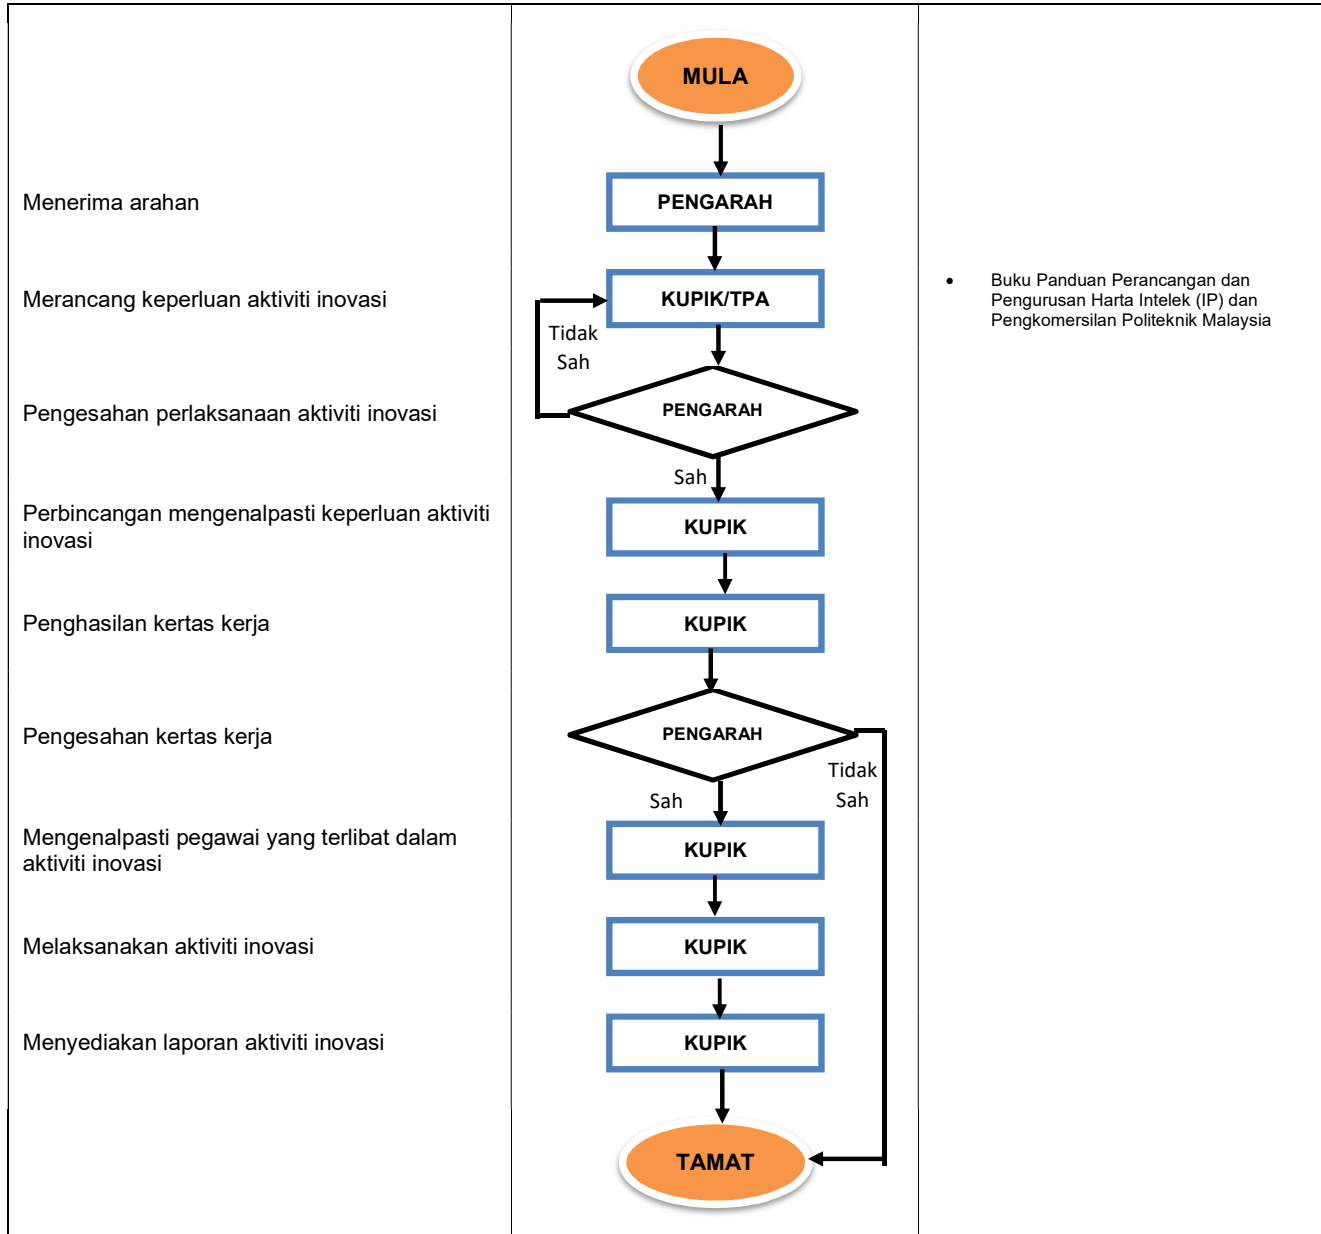 MULA
Menerima arahan
PENGARAH
Merancang keperluan aktiviti inovasi
KUPIK/TPA
• Buku Panduan Perancangan dan
Pengurusan Harta Intelek (IP) dan
Pengkomersilan Politeknik Malaysia
Tidak
Sah
Pengesahan perlaksanaan aktiviti inovasi
PENGARAH
Sah
Perbincangan mengenalpasti keperluan aktiviti
inovasi
KUPIK
Penghasilan kertas kerja
KUPIK
Pengesahan kertas kerja
PENGARAH
Tidak
Sah
Sah
Mengenalpasti pegawai yang terlibat dalam
aktiviti inovasi
KUPIK
Melaksanakan aktiviti inovasi
KUPIK
Menyediakan laporan aktiviti inovasi
KUPIK
TAMAT